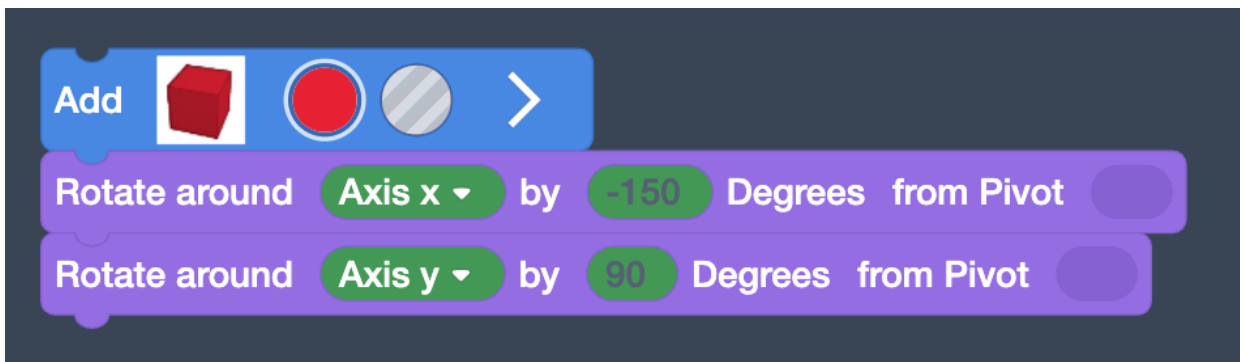 Add
Rotate around Axis x by -150 Degrees from Pivot
Rotate around Axis y by 90 Degrees from Pivot